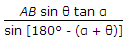 AB sin θ tan α
sin [180° - (α + θ)]